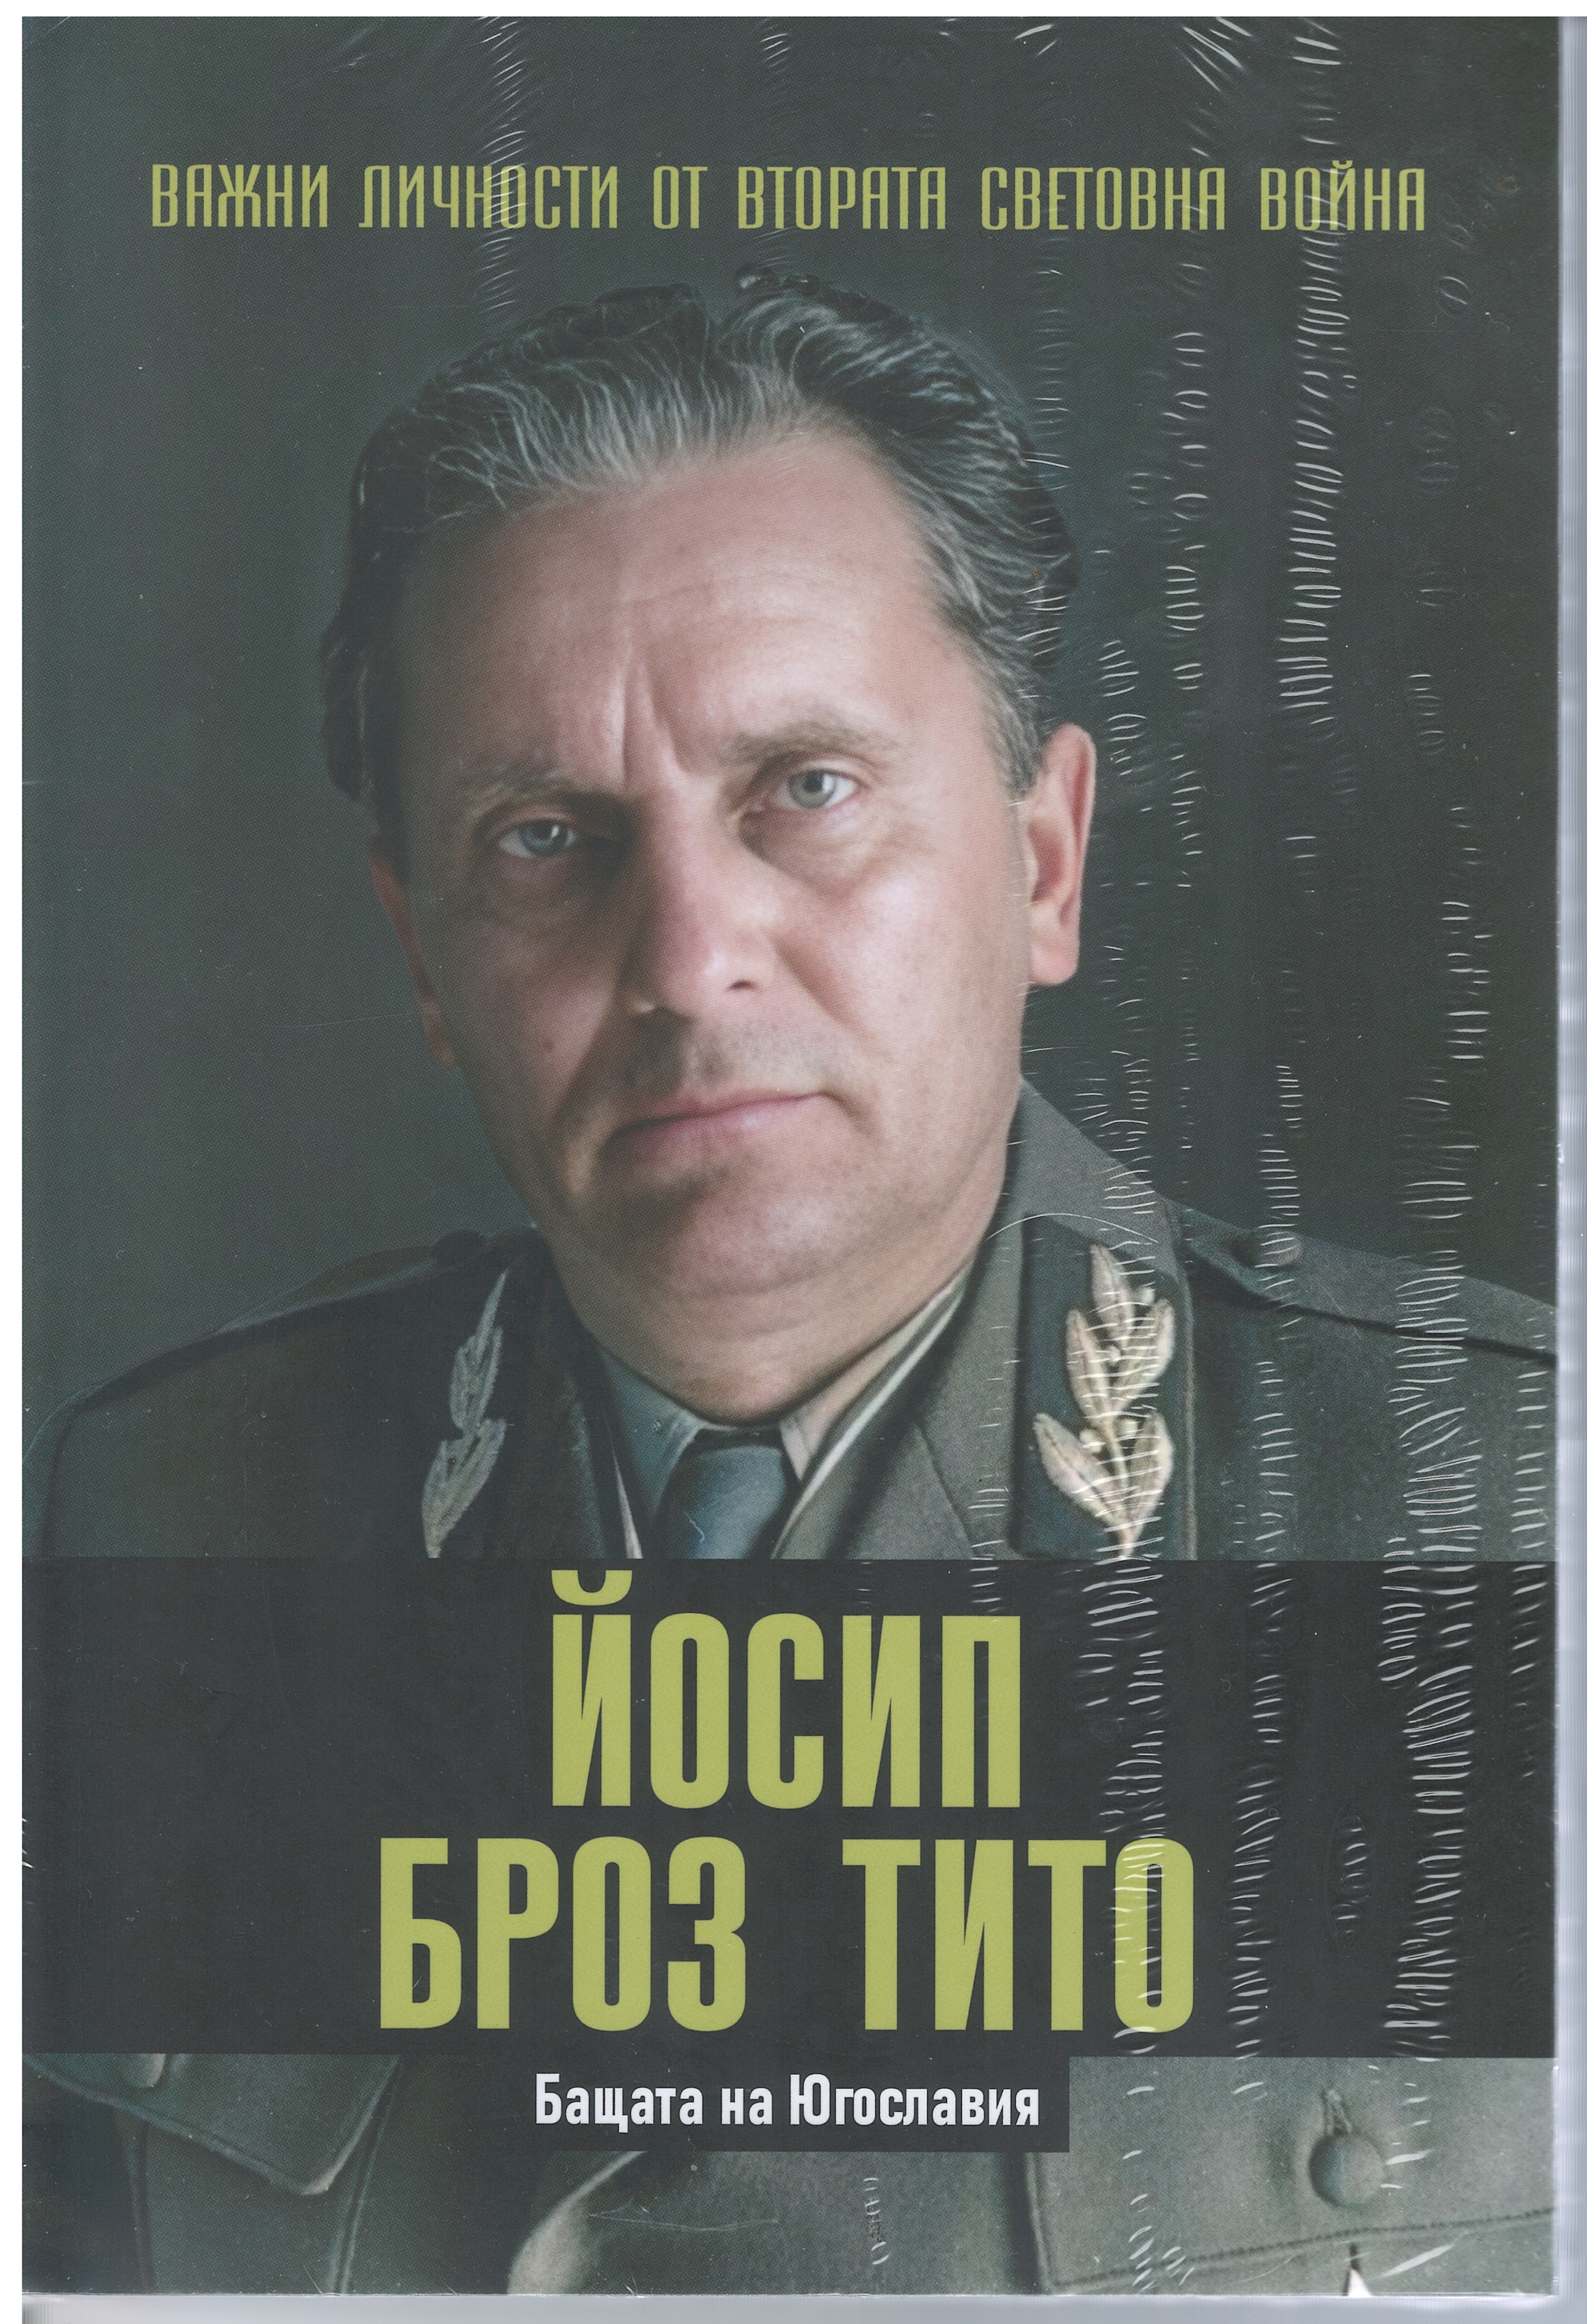 ВАЖНИ ЛИЧНОСТИ ОТ ВТОРАТА СВЕТОВНА ВОЙНА
ЙОСИП
БРОЗ ТИТО
Бащата на Югославия